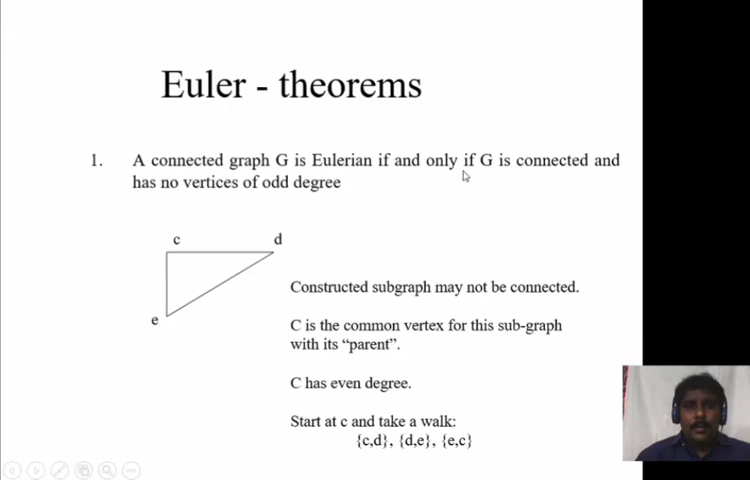 Euler - theorems
1. A connected graph G is Eulerian if and only if G is connected and
has no vertices of odd degree
c d
e
Constructed subgraph may not be connected.
C is the common vertex for this sub-graph
with its “parent”.
C has even degree.
Start at c and take a walk:
{c,d}, {d,e}, {e,c}